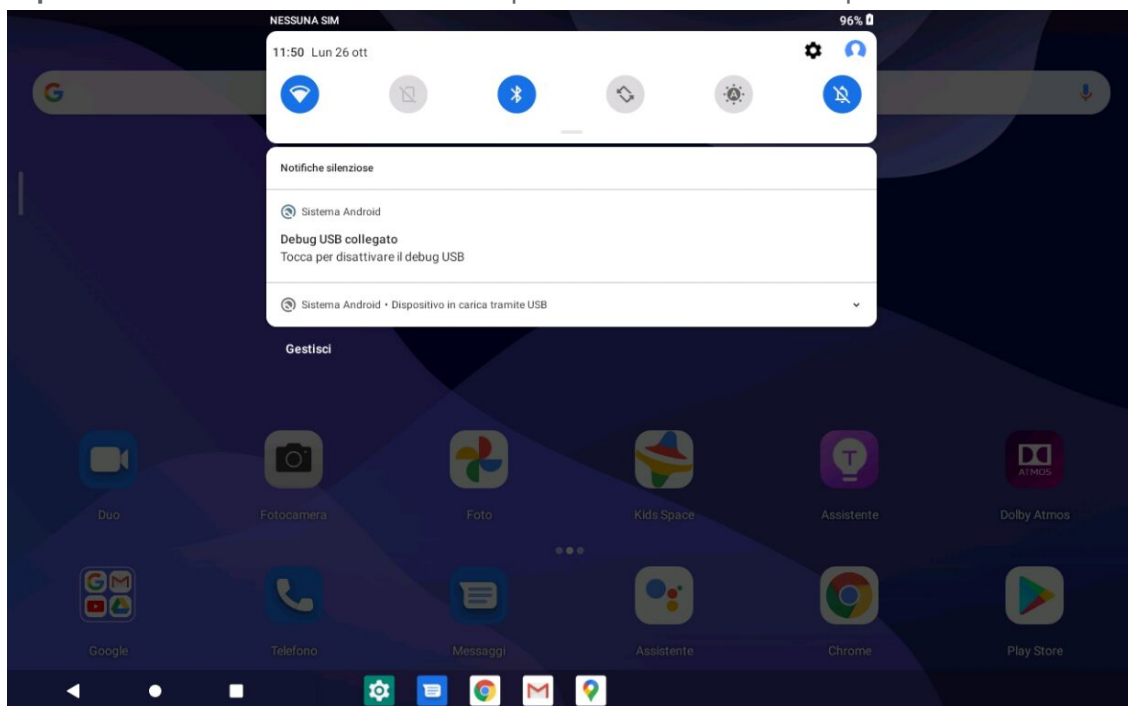 NESSUNA SIM 96%
11:50 Lun 26 ott
Notifiche silenziose
Sistema Android
Debug USB collegato
Tocca per disattivare il debug USB
Sistema Android • Dispositivo in carica tramite USB
Gestisci
T
ATMOS
Duo Fotocamera Foto Kids Space Assistente Dolby Atmos
Google Telefono Messaggi Assistente Chrome Play Store